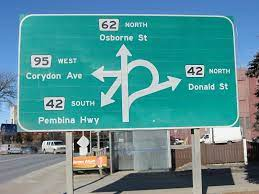 62 NORTH
Osborne St
95 WEST
Corydon Ave
42 NORTH
Donald St
42 SOUTH
Pembina Hwy